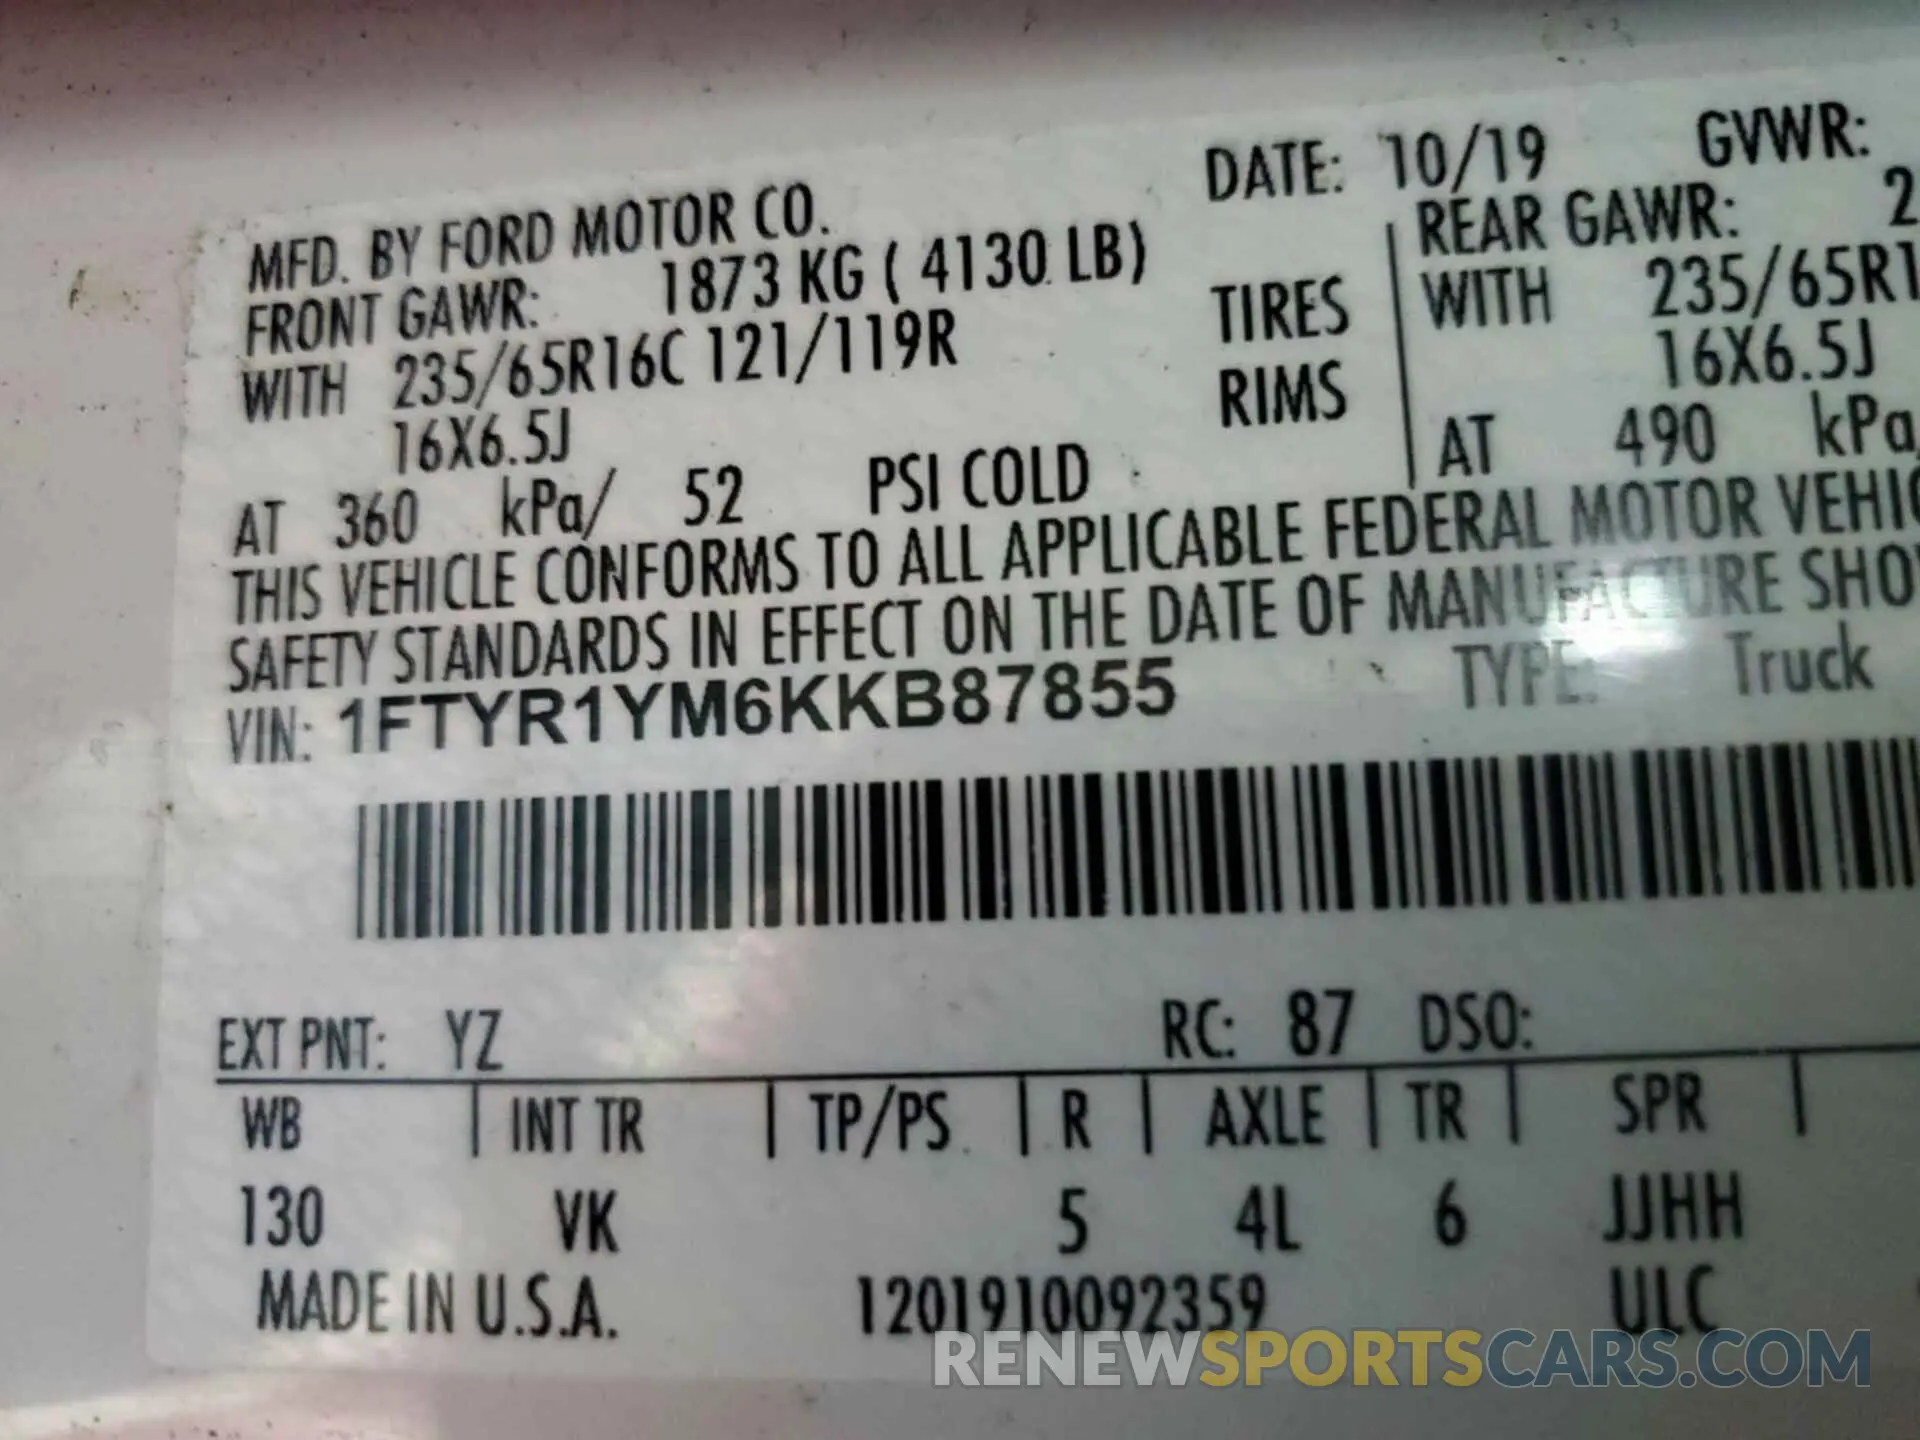 DATE: 10/19 GVWR:
MFD. BY FORD MOTOR CO.
FRONT GAWR: 1873 KG ( 4130 LB) REAR GAWR: 2
WITH 235/65R16C 121/119R TIRES WITH 235/65R1
16X6.5J RIMS 16X6.5J
AT 360 kPa/ 52 PSI COLD AT 490 kPa/
THIS VEHICLE CONFORMS TO ALL APPLICABLE FEDERAL MOTOR VEHIC
SAFETY STANDARDS IN EFFECT ON THE DATE OF MANUFACTURE SHO
VIN: 1FTYR1YM6KKB87855 TYPE: Truck
EXT PNT: YZ RC: 87 DSO:
WB | INT TR | TP/PS | R | AXLE | TR | SPR |
130 VK 5 4L 6 JJHH
MADE IN U.S.A. 1201910092359 ULC
RENEWSPORTSCARS.COM